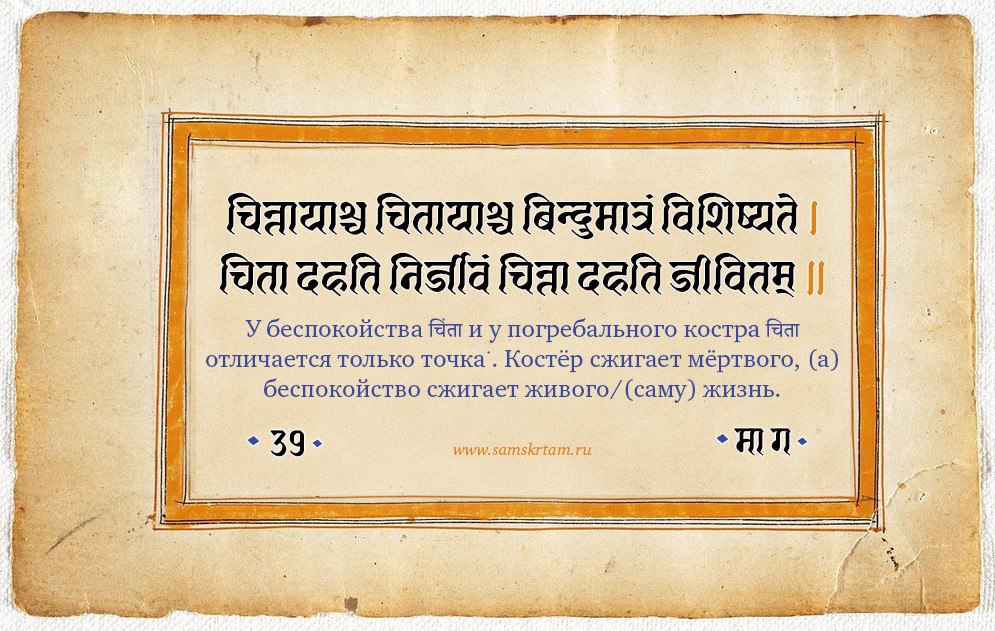 चिन्तायाश्च चितायाश्च बिन्दुमात्रं विशिष्यते ।
चिता दहति निर्जीवं चिन्ता दहति जीवितम् ॥
У беспокойства चिंता и у погребального костра चिता
отличается только точка ̇ . Костёр сжигает мёртвого, (а)
беспокойство сжигает живого/(саму) жизнь.
39
www.samskrtam.ru
मा ग